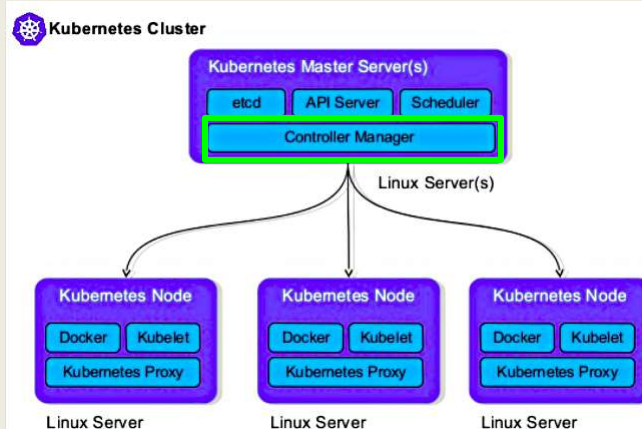 Kubernetes Cluster
Kubernetes Master Server(s)
etcd API Server Scheduler
Controller Manager
Linux Server(s)
Kubernetes Node Kubernetes Node Kubernetes Node
Docker Kubelet Docker Kubelet Docker Kubelet
Kubernetes Proxy Kubernetes Proxy Kubernetes Proxy
Linux Server Linux Server Linux Server